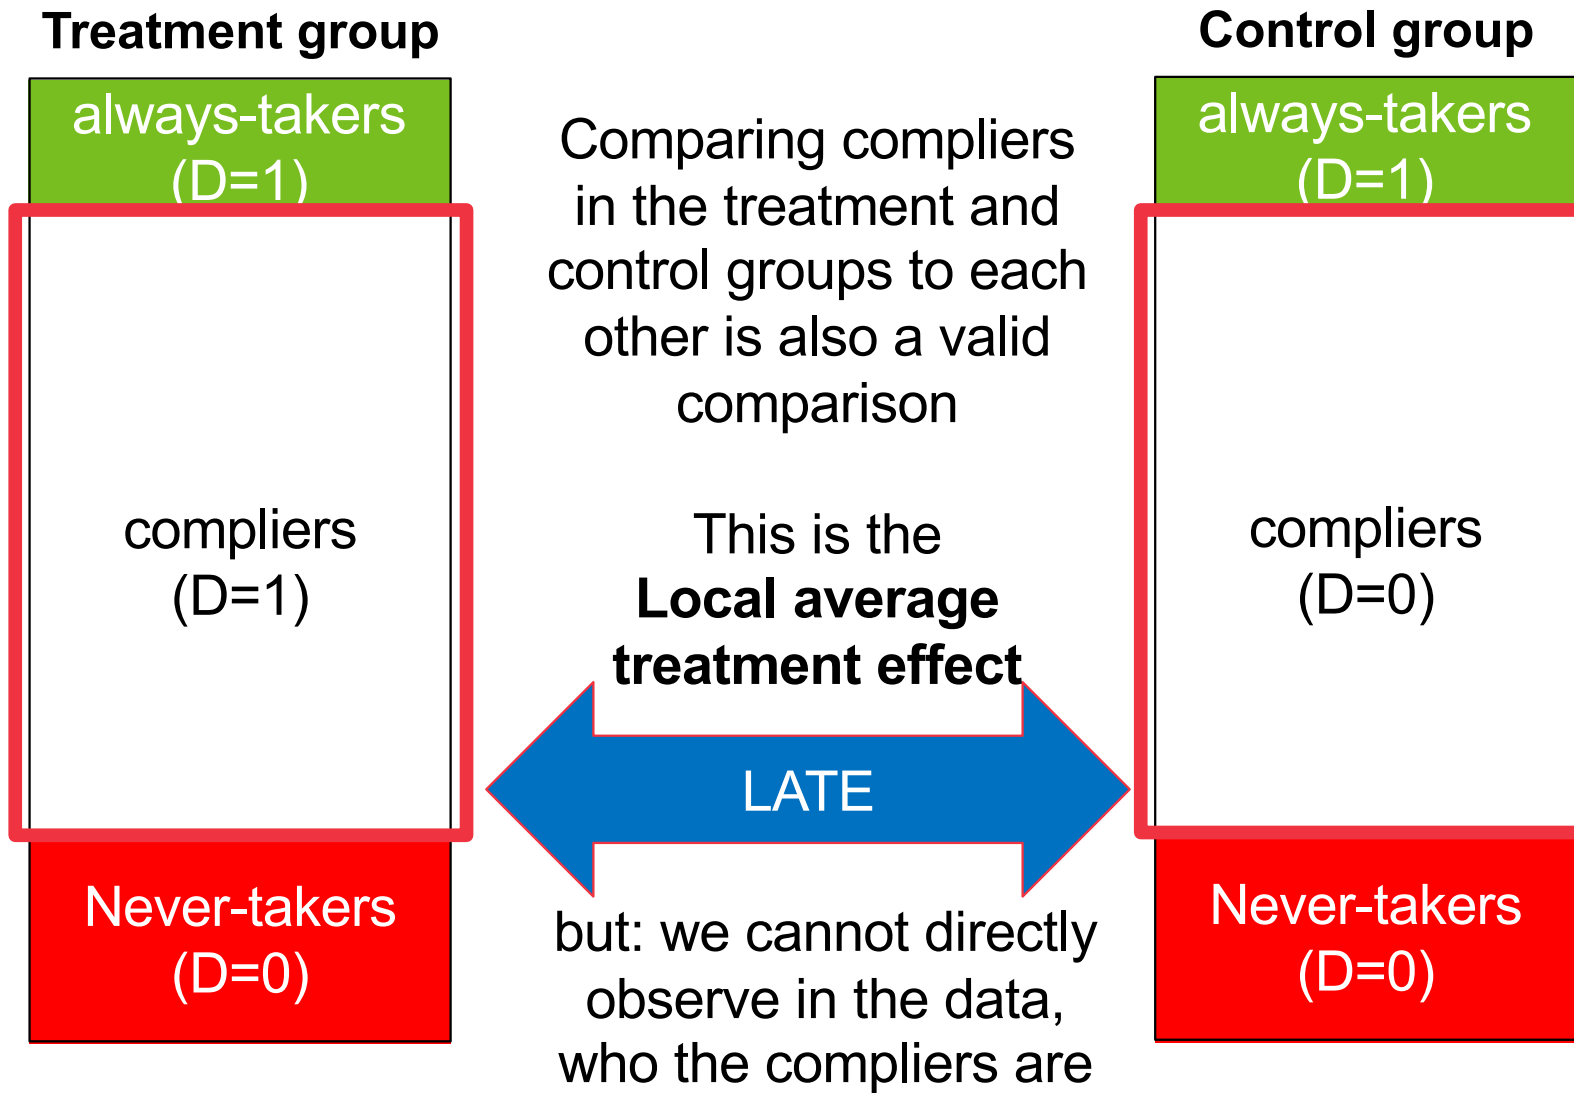 Treatment group
always-takers
(D=1)
compliers
(D=1)
Never-takers
(D=0)
Comparing compliers
in the treatment and
control groups to each
other is also a valid
comparison
This is the
Local average
treatment effect
LATE
but: we cannot directly
observe in the data,
who the compliers are
Control group
always-takers
(D=1)
compliers
(D=0)
Never-takers
(D=0)